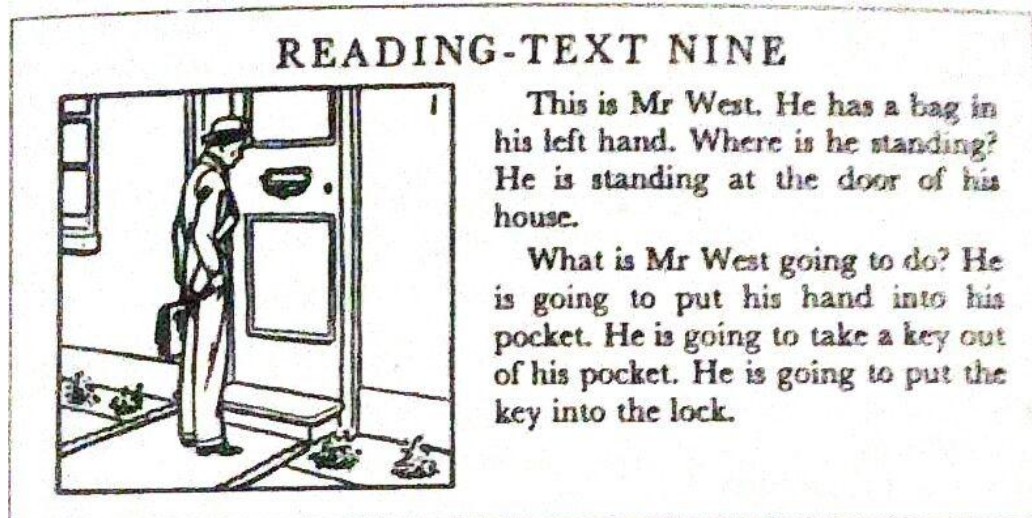 READING-TEXT NINE
1
This is Mr West. He has a bag in
his left hand. Where is he standing?
He is standing at the door of his
house.
What is Mr West going to do? He
is going to put his hand into his
pocket. He is going to take a key out
of his pocket. He is going to put the
key into the lock.